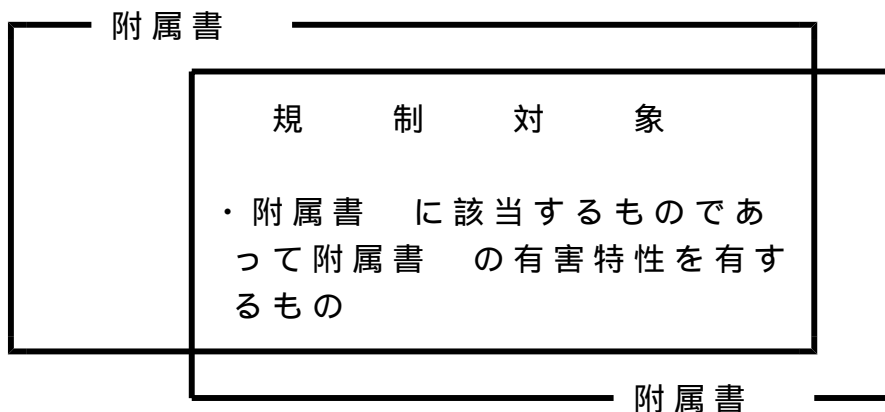 附属書
規制対象
・附属書 に該当するものであ
って附属書 の有害特性を有す
るもの
附属書